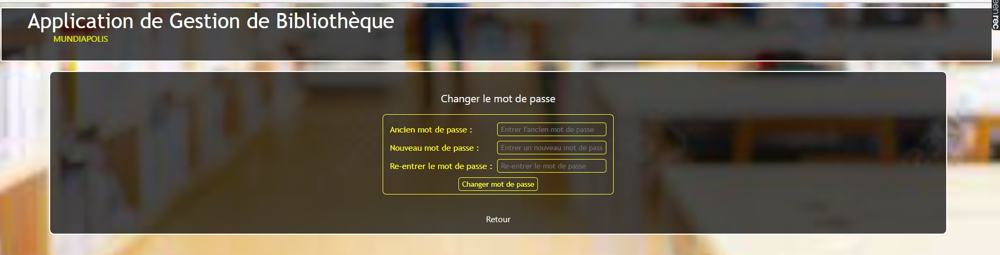 Application de Gestion de Bibliothèque
MUNDIAPOLIS
rec
Changer le mot de passe
Ancien mot de passe : Entrer l'ancien mot de passe
Nouveau mot de passe : Entrer un nouveau mot de pass
Re-entrer le mot de passe : Re-entrer le mot de passe
Changer mot de passe
Retour